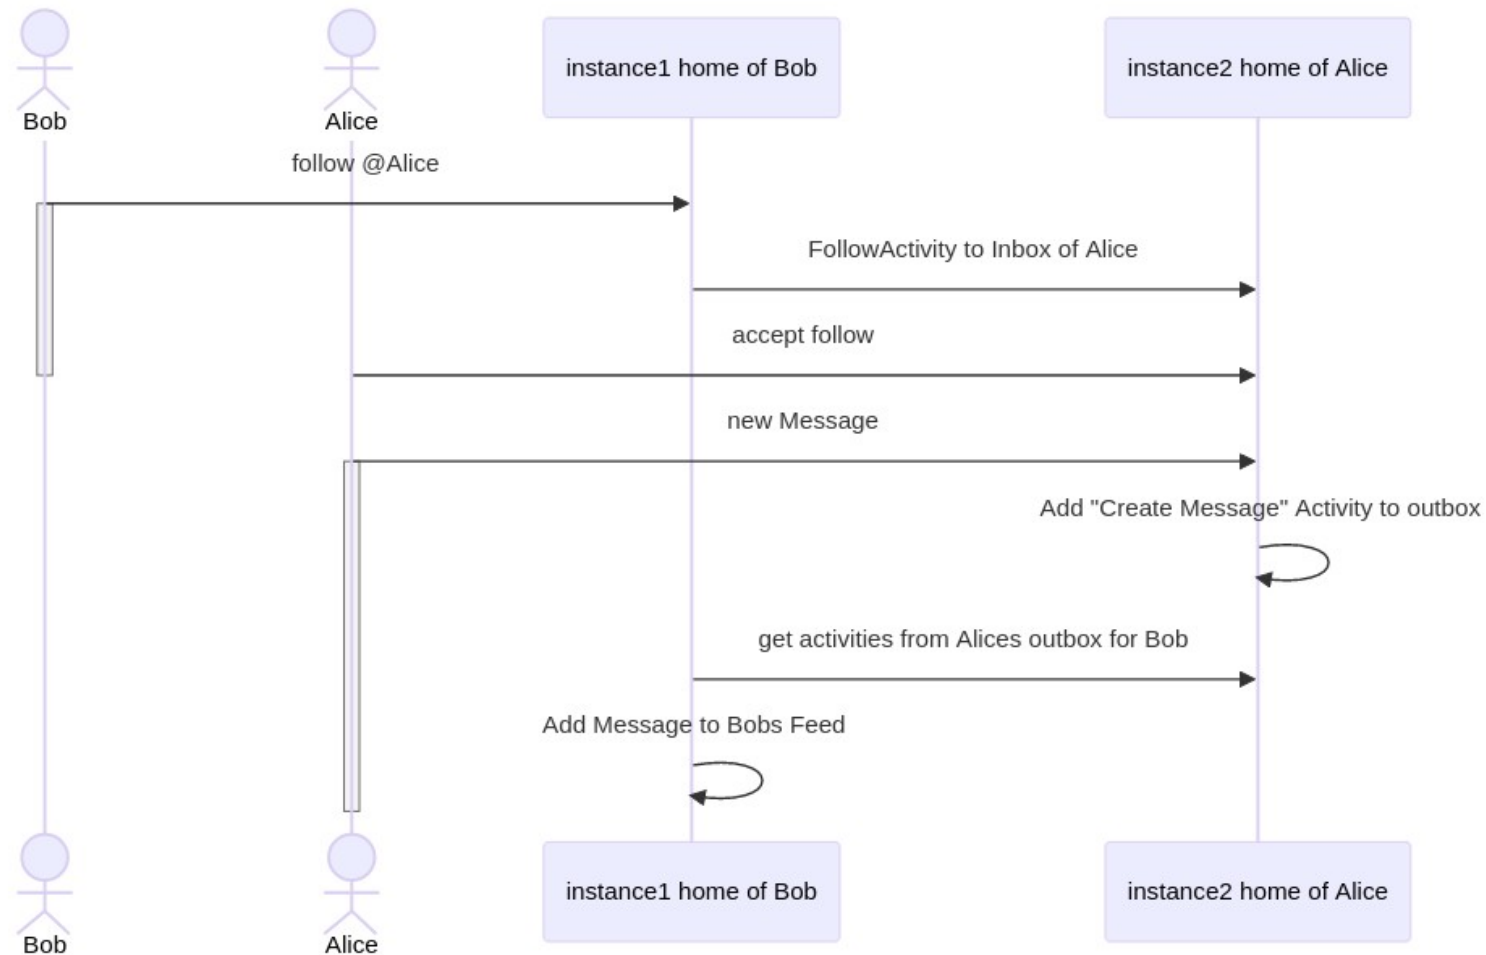 Bob
Alice
instance1 home of Bob
instance2 home of Alice
follow @Alice
FollowActivity to Inbox of Alice
accept follow
new Message
Add "Create Message" Activity to outbox
get activities from Alices outbox for Bob
Add Message to Bobs Feed
Bob
Alice
instance1 home of Bob
instance2 home of Alice